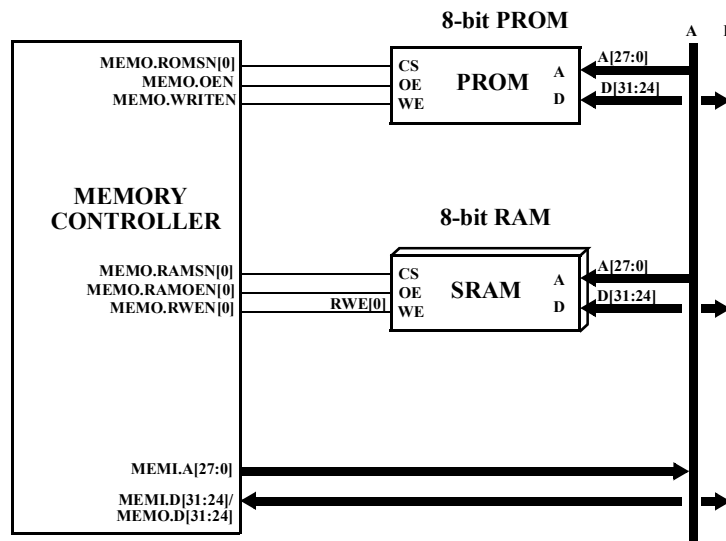 8-bit PROM
A
MEMO.ROMSN[0]
CS
A[27:0]
MEMO.OEN
OE
PROM
A
MEMO.WRITEN
WE
D
D[31:24]
MEMORY
CONTROLLER
8-bit RAM
MEMO.RAMSN[0]
CS
A[27:0]
MEMO.RAMOEN[0]
OE
SRAM
A
MEMO.RWEN[0]
RWE[0]
WE
D
D[31:24]
MEMI.A[27:0]
MEMI.D[31:24]/
MEMO.D[31:24]